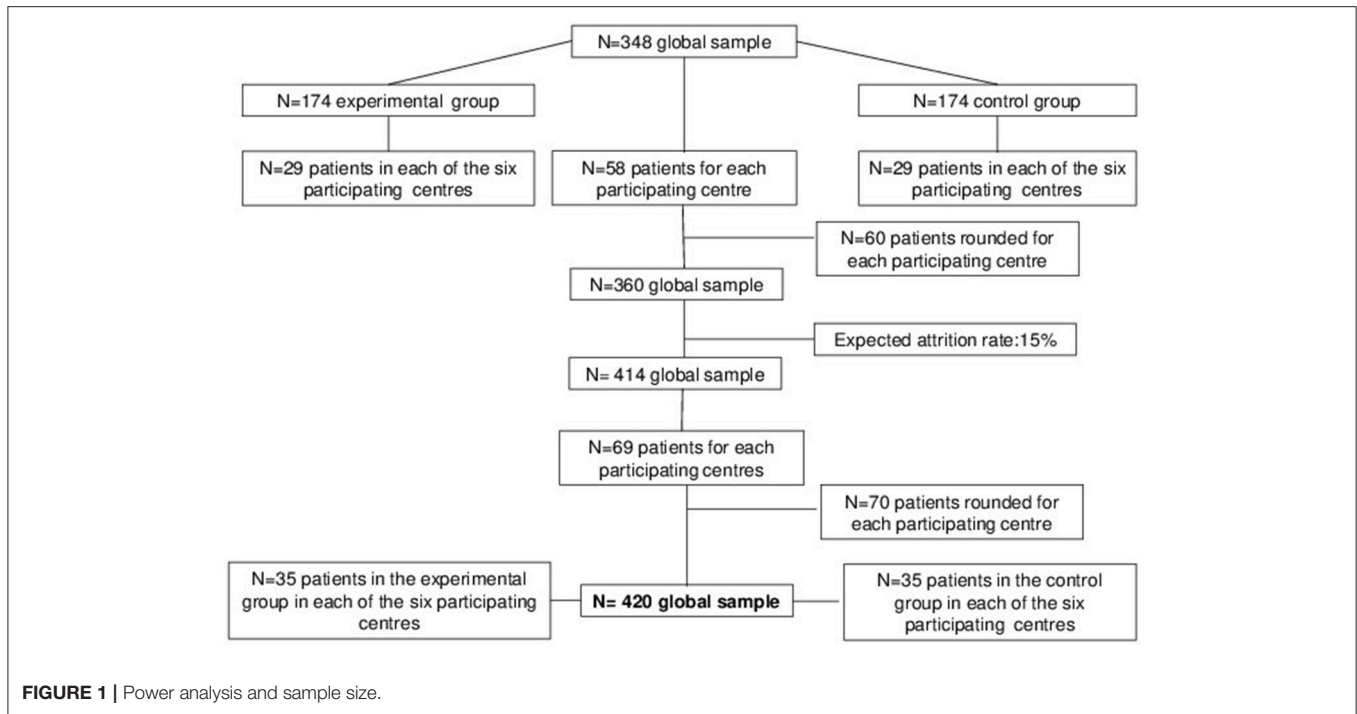 N=348 global sample
N=174 experimental group
N=174 control group
N=29 patients in each of the six
participating centres
N=58 patients for each
participating centre
N=29 patients in each of the six
participating centres
N=60 patients rounded for
each participating centre
N=360 global sample
Expected attrition rate:15%
N= 414 global sample
N=69 patients for each
participating centres
N=70 patients rounded for
each participating centre
N=35 patients in the experimental
group in each of the six participating
centres
N= 420 global sample
N=35 patients in the control
group in each of the six
participating centres
FIGURE 1 | Power analysis and sample size.